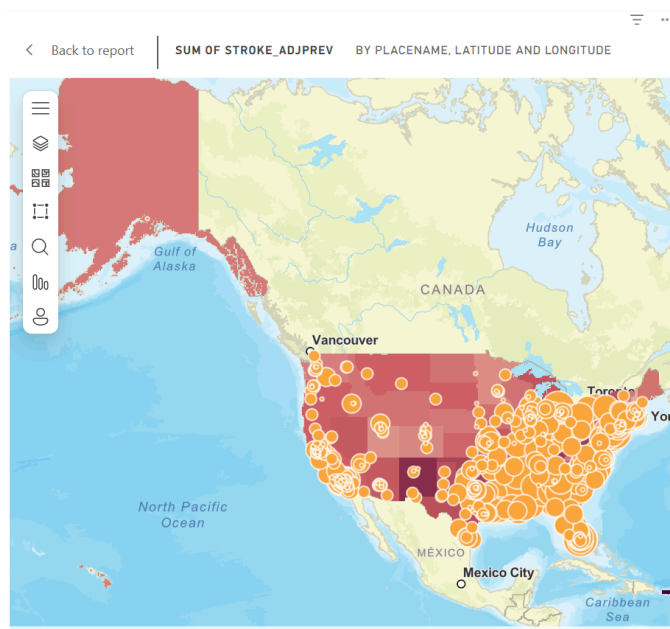 Back to report
SUM OF STROKE_ADJPREV BY PLACENAME, LATITUDE AND LONGITUDE
Hudson
Bay
Gulf of
Alaska
CANADA
Vancouver
North Pacific
Ocean
MÉXICO
Mexico City
Caribbean
Sea